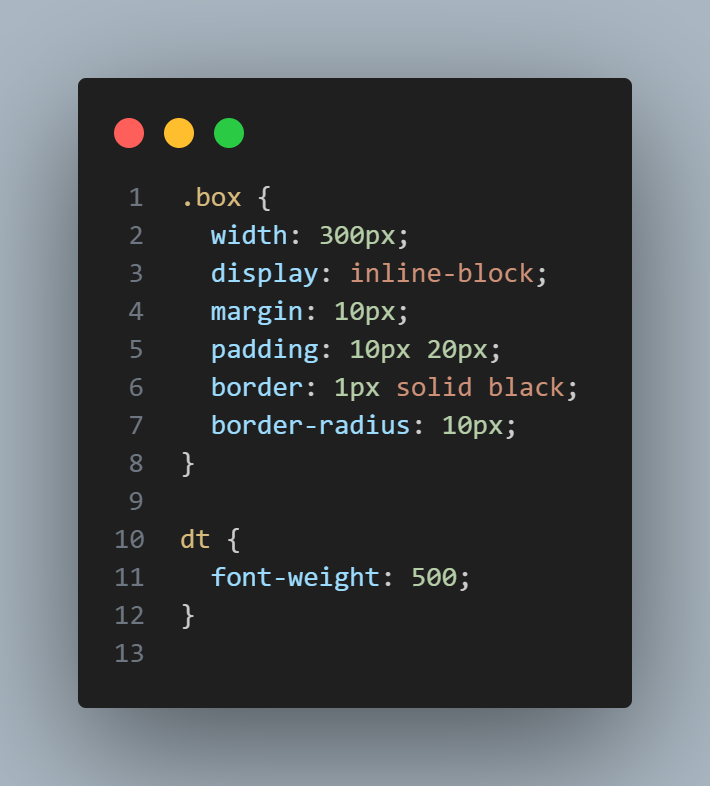 1 .box {
2   width: 300px;
3   display: inline-block;
4   margin: 10px;
5   padding: 10px 20px;
6   border: 1px solid black;
7   border-radius: 10px;
8 }
9
10 dt {
11   font-weight: 500;
12 }
13